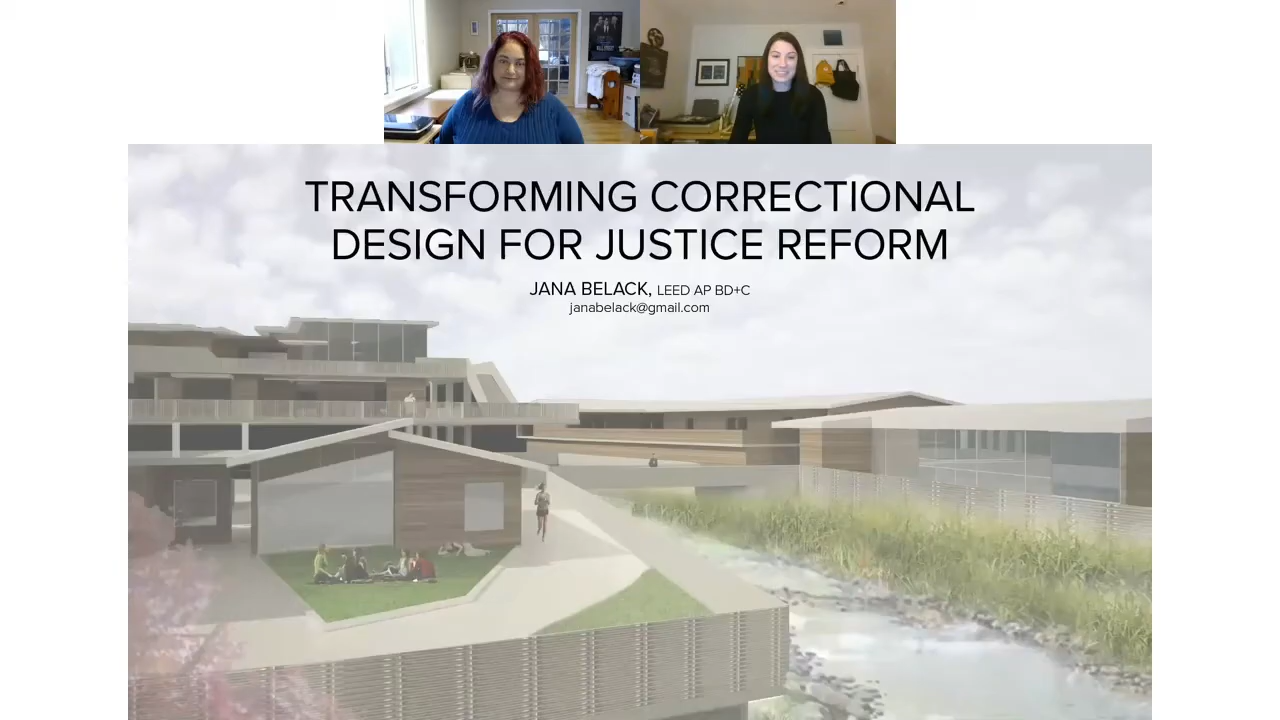 TRANSFORMING CORRECTIONAL
DESIGN FOR JUSTICE REFORM
JANA BELACK, LEED AP BD+C
janabelack@gmail.com